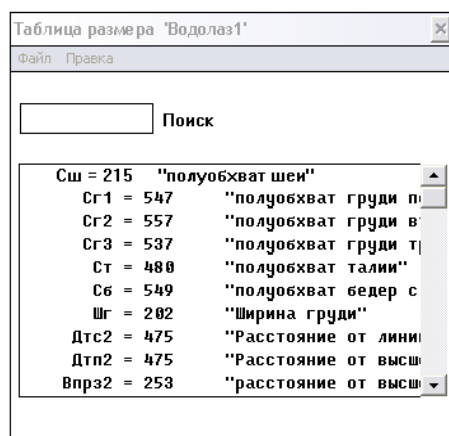 Таблица размера 'Водолаз1'
Файл Правка
Поиск
Сш = 215 "полуобхват шеи"
Сг1 = 547 "полуобхват груди
Сг2 = 557 "полуобхват груди
Сг3 = 537 "полуобхват груди
Ст = 480 "полуобхват талии"
Сб = 549 "полуобхват бедер с
Шг = 202 "Ширина груди"
Дтс2 = 475 "Расстояние от
Дтп2 = 475 "Расстояние от
Впрз2 = 253 "расстояние от